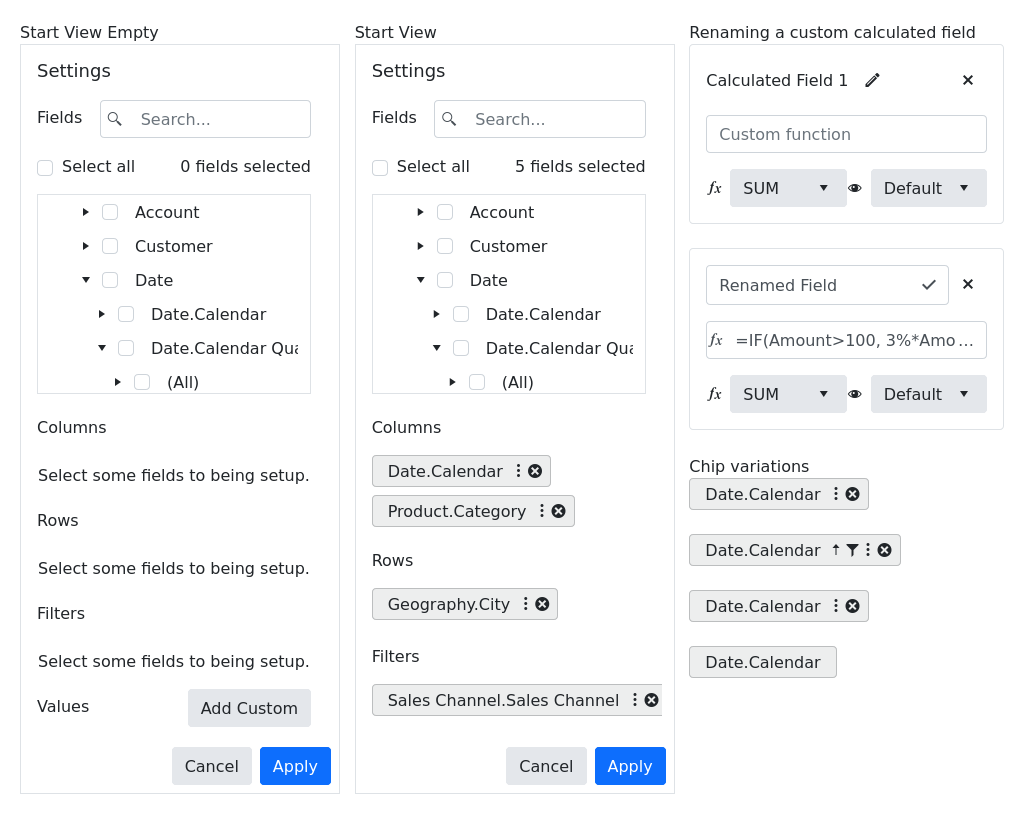 Start View Empty
Settings
Fields
Search...
Select all
0 fields selected
Account
Customer
Date
Date.Calendar
Date.Calendar Qua
(All)
Columns
Select some fields to being setup.
Rows
Select some fields to being setup.
Filters
Select some fields to being setup.
Values
Add Custom
Cancel
Apply
Start View
Settings
Fields
Search...
Select all
5 fields selected
Account
Customer
Date
Date.Calendar
Date.Calendar Qua
(All)
Columns
Date.Calendar
Product.Category
Rows
Geography.City
Filters
Sales Channel.Sales Channel
Cancel
Apply
Renaming a custom calculated field
Calculated Field 1
Custom function
fx
SUM
Default
Renamed Field
fx
=IF(Amount>100, 3%*Amo...
fx
SUM
Default
Chip variations
Date.Calendar
Date.Calendar
Date.Calendar
Date.Calendar